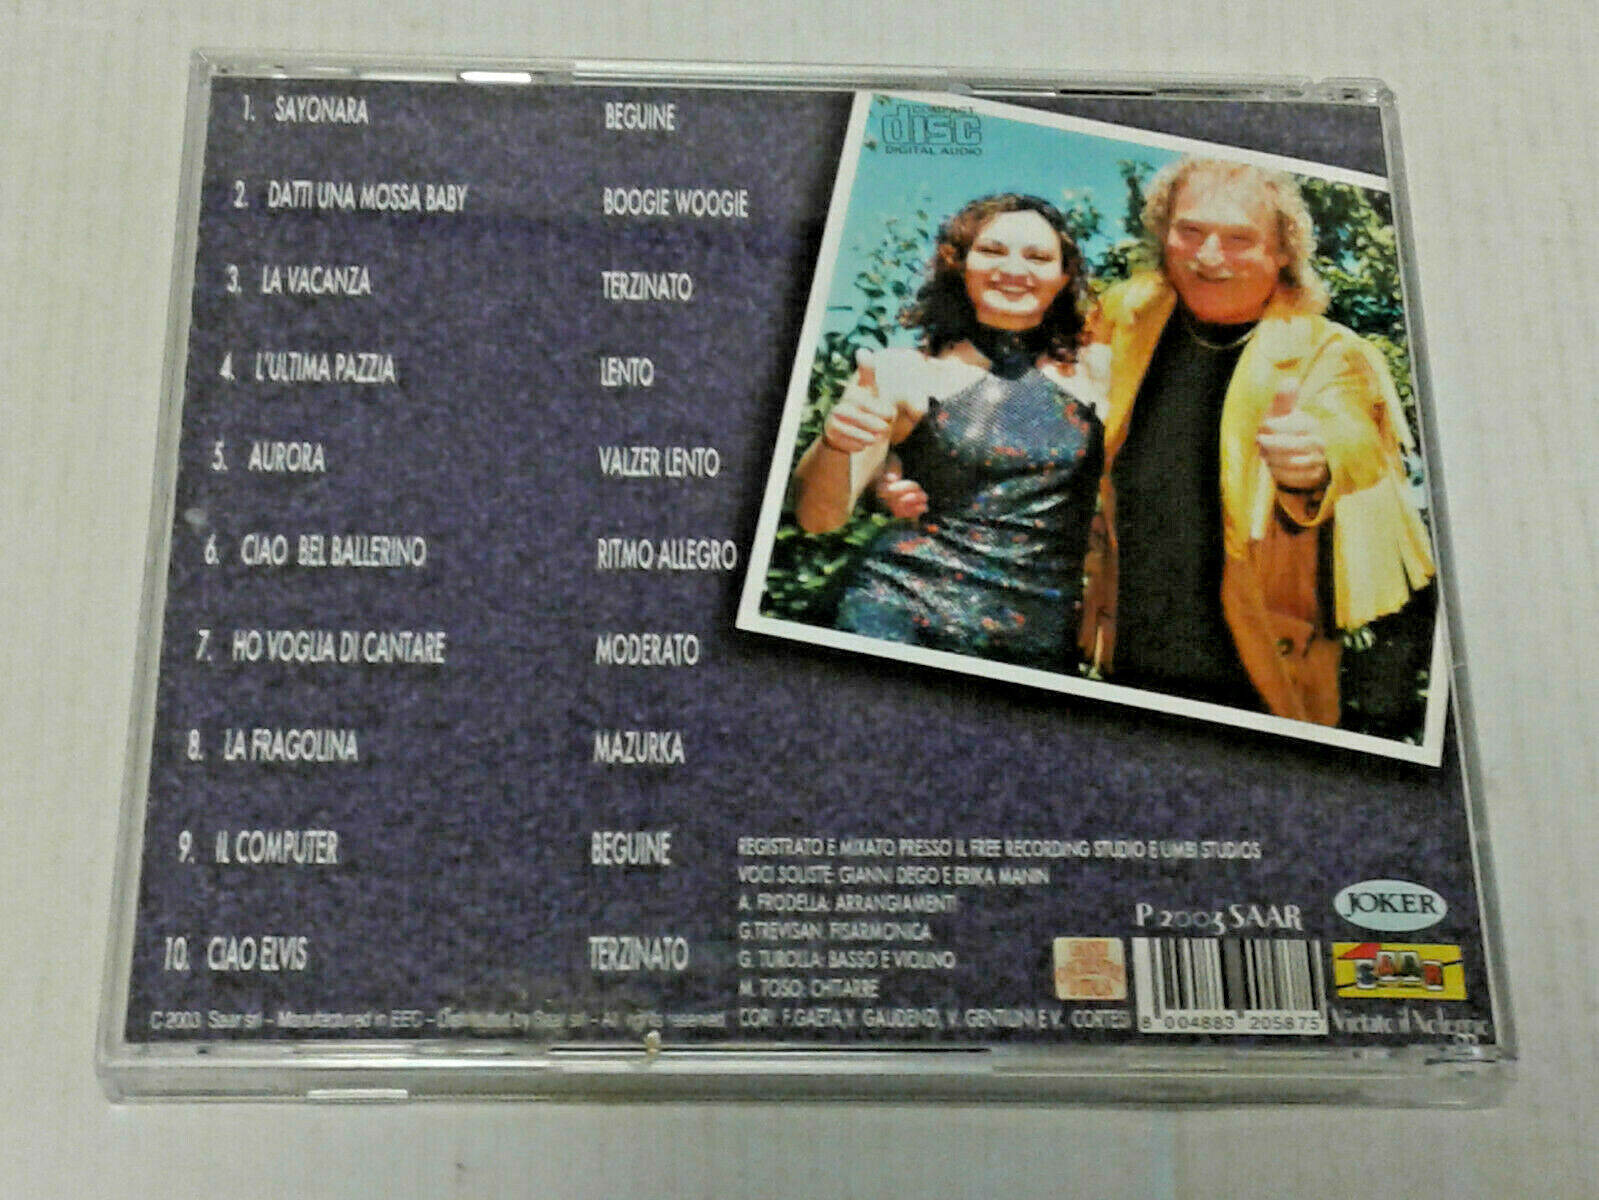 1. SAYONARA BEGUINE
2. DATTI UNA MOSSA BABY BOOGIE WOOGIE
3. LA VACANZA TERZINATO
4. L'ULTIMA PAZZIA LENTO
5. AURORA VALZER LENTO
6. CIAO BEL BALLERINO RITMO ALLEGRO
7. HO VOGLIA DI CANTARE MODERATO
8. LA FRAGOLINA MAZURKA
9. IL COMPUTER BEGUINE
10. CIAO ELVIS TERZINATO
COMPACT
disc
DIGITAL AUDIO
REGISTRATO E MIXATO PRESSO IL FREE RECORDING STUDIO E UMBI STUDIOS
VOCI SOLISTE: GIANNI DEGO E ERIKA MANIN
A. FRODELLA: ARRANGIAMENTI
G.TREVISAN: FISARMONICA
G. TUROLLA: BASSO E VIOLINO
M. TOSO: CHITARRE
CORI: F.GAETA,Y. GAUDENZI, V. GENTILINI E V. CORTESI
© 2003 Saar srl - Manufactured in EEC - Distributed by Saar srl - All rights reserved
P 2003 SAAR
JOKER
SAAR
8 004883 205875
Vietato il Noleggio